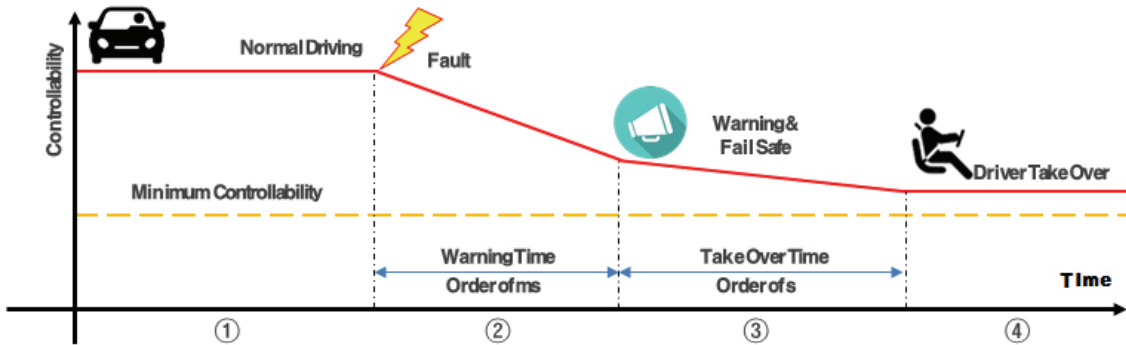 Controllability
Normal Driving
Fault
Warning &
Fail Safe
Driver Take Over
Minimum Controllability
Warning Time
Order of ms
Take Over Time
Order of s
Time
①
②
③
④